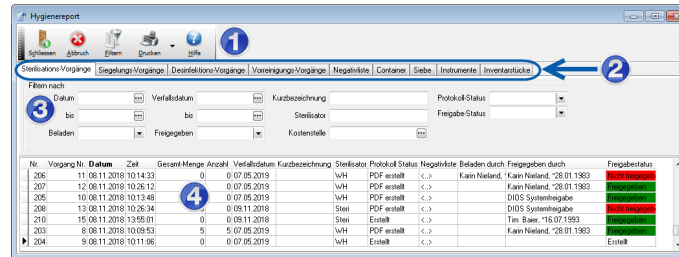 Hygienereport
Schliessen Abbruch Filtern Drucken Hilfe
1
Sterilisations-Vorgänge Siegelungs-Vorgänge Desinfektions-Vorgänge Vorreinigungs-Vorgänge Negativliste Container Siebe Instrumente Inventarstücke
2
Filtern nach
Datum ... Verfallsdatum ... Kurzbezeichnung Protokoll-Status
3
bis ... bis ... Sterilisator Freigabe-Status
Beladen Freigegeben Kostenstelle ...
Nr. Vorgang Nr. Datum Zeit Gesamt-Menge Anzahl Verfallsdatum Kurzbezeichnung Sterilisator Protokoll Status Negativliste Beladen durch Freigegeben durch Freigabestatus
206 11 08.11.2018 10:14:33 0 0 07.05.2019 WH PDF erstellt <..> Karin Nieland, Karin Nieland, *28.01.1983 Nicht freigegeb
207 12 08.11.2018 10:26:12 0 0 07.05.2019 WH PDF erstellt <..> Karin Nieland, *28.01.1983 Freigegeben
205 10 08.11.2018 10:13:48 0 0 07.05.2019 WH PDF erstellt <..> DIOS Systemfreigabe Freigegeben
208 13 08.11.2018 10:26:34 0 0 09.11.2018 Steri PDF erstellt <..> DIOS Systemfreigabe Nicht freigegeb
210 15 08.11.2018 13:55:01 0 0 09.11.2018 Steri Erstellt <..> Tim Baier, *16.07.1993 Freigegeben
203 8 08.11.2018 10:09:53 5 5 07.05.2019 WH PDF erstellt <..> Karin Nieland, *28.01.1983 Freigegeben
204 9 08.11.2018 10:11:06 0 0 07.05.2019 WH Erstellt <..> Erstellt
4